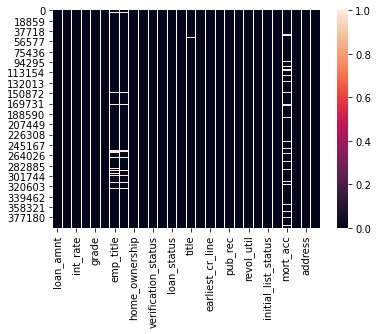 0
18859
37718
56577
75436
94295
113154
132013
150872
169731
188590
207449
226308
245167
264026
282885
301744
320603
339462
358321
377180
loan_amnt
int_rate
grade
emp_title
home_ownership
verification_status
loan_status
title
earliest_cr_line
pub_rec
revol_util
initial_list_status
mort_acc
address
1.0
0.8
0.6
0.4
0.2
0.0